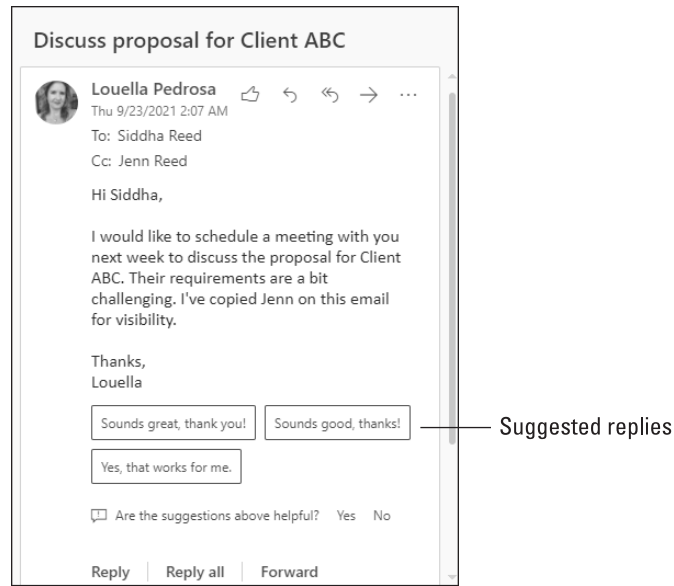 Discuss proposal for Client ABC
Louella Pedrosa
Thu 9/23/2021 2:07 AM
To: Siddha Reed
Cc: Jenn Reed
Hi Siddha,
I would like to schedule a meeting with you
next week to discuss the proposal for Client
ABC. Their requirements are a bit
challenging. I've copied Jenn on this email
for visibility.
Thanks,
Louella
Sounds great, thank you! Sounds good, thanks!
Suggested replies
Yes, that works for me.
Are the suggestions above helpful? Yes No
Reply Reply all Forward